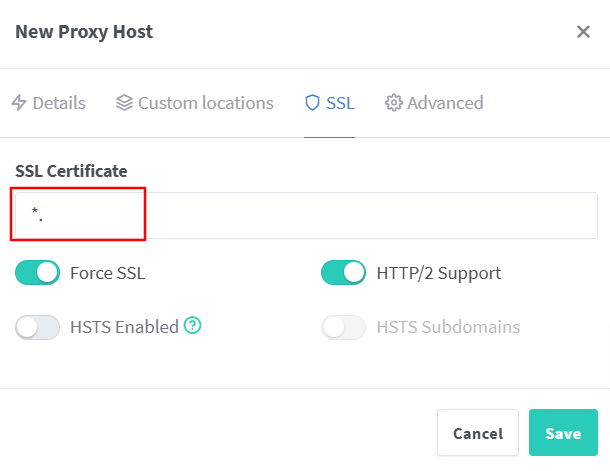 New Proxy Host
Details Custom locations SSL Advanced
SSL Certificate
*.
Force SSL HTTP/2 Support
HSTS Enabled HSTS Subdomains
Cancel Save